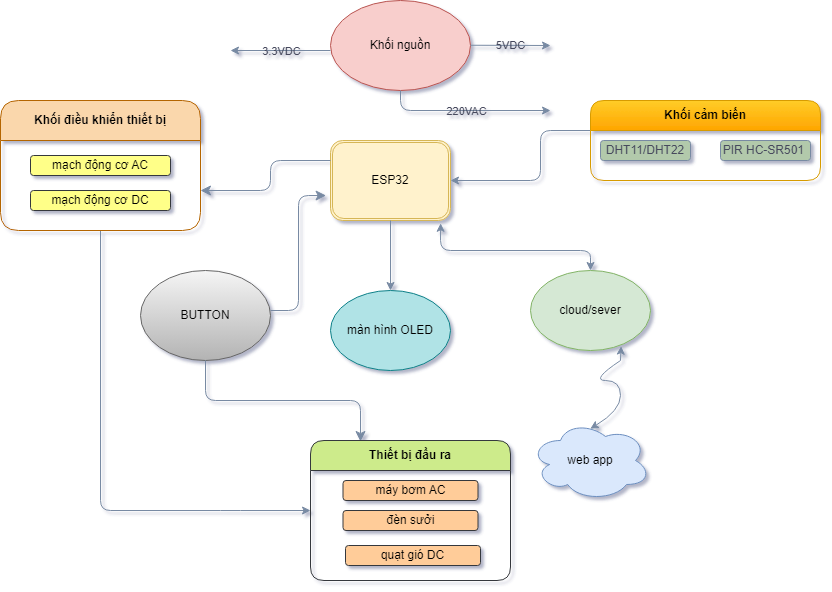 Khối nguồn
3.3VDC
5VDC
220VAC
Khối điều khiển thiết bị
mạch động cơ AC
mạch động cơ DC
Khối cảm biến
DHT11/DHT22
PIR HC-SR501
ESP32
BUTTON
màn hình OLED
cloud/sever
web app
Thiết bị đầu ra
máy bơm AC
đèn sưởi
quạt gió DC